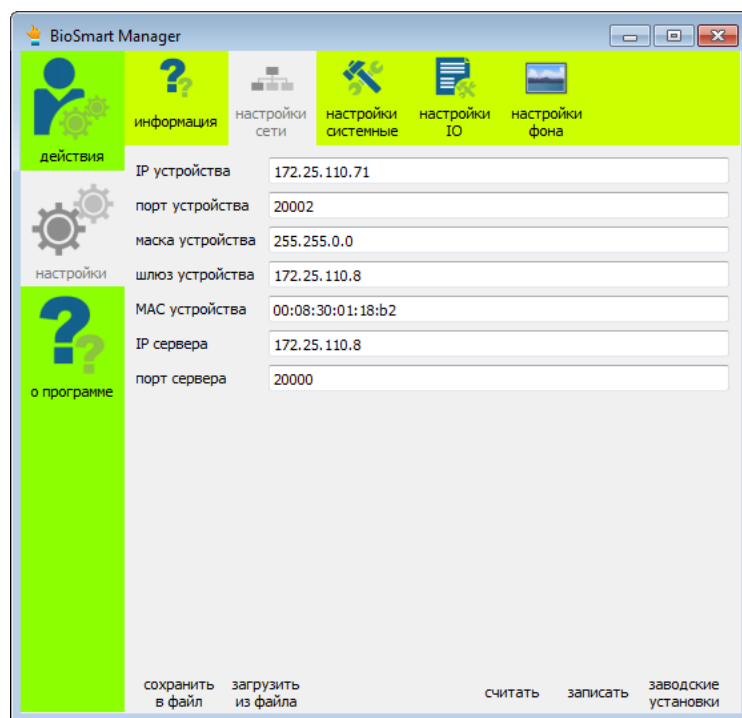 BioSmart Manager
действия
информация
настройки
сети
настройки
системные
настройки
IO
настройки
фона
настройки
о программе
IP устройства 172.25.110.71
порт устройства 20002
маска устройства 255.255.0.0
шлюз устройства 172.25.110.8
MAC устройства 00:08:30:01:18:b2
IP сервера 172.25.110.8
порт сервера 20000
сохранить
в файл
загрузить
из файла
считать
записать
заводские
установки